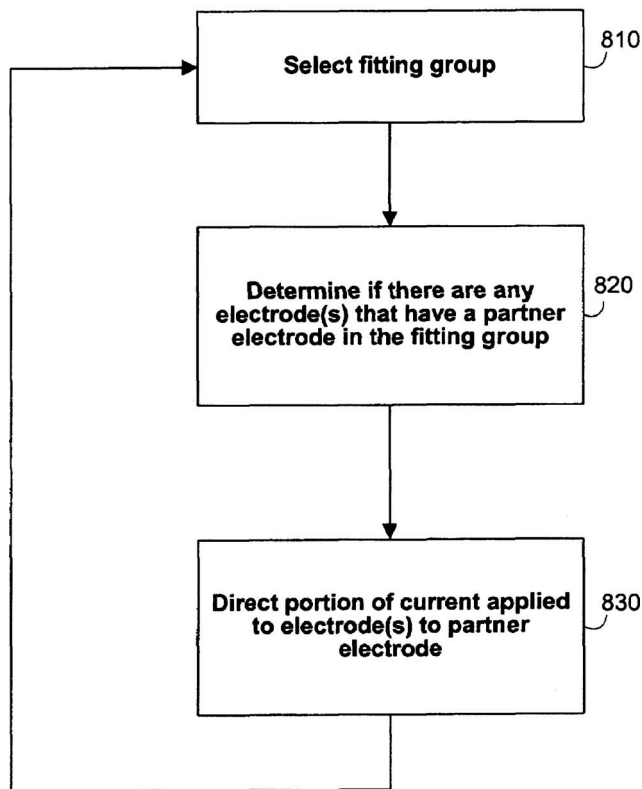 810
Select fitting group
820
Determine if there are any
electrode(s) that have a partner
electrode in the fitting group
830
Direct portion of current applied
to electrode(s) to partner
electrode